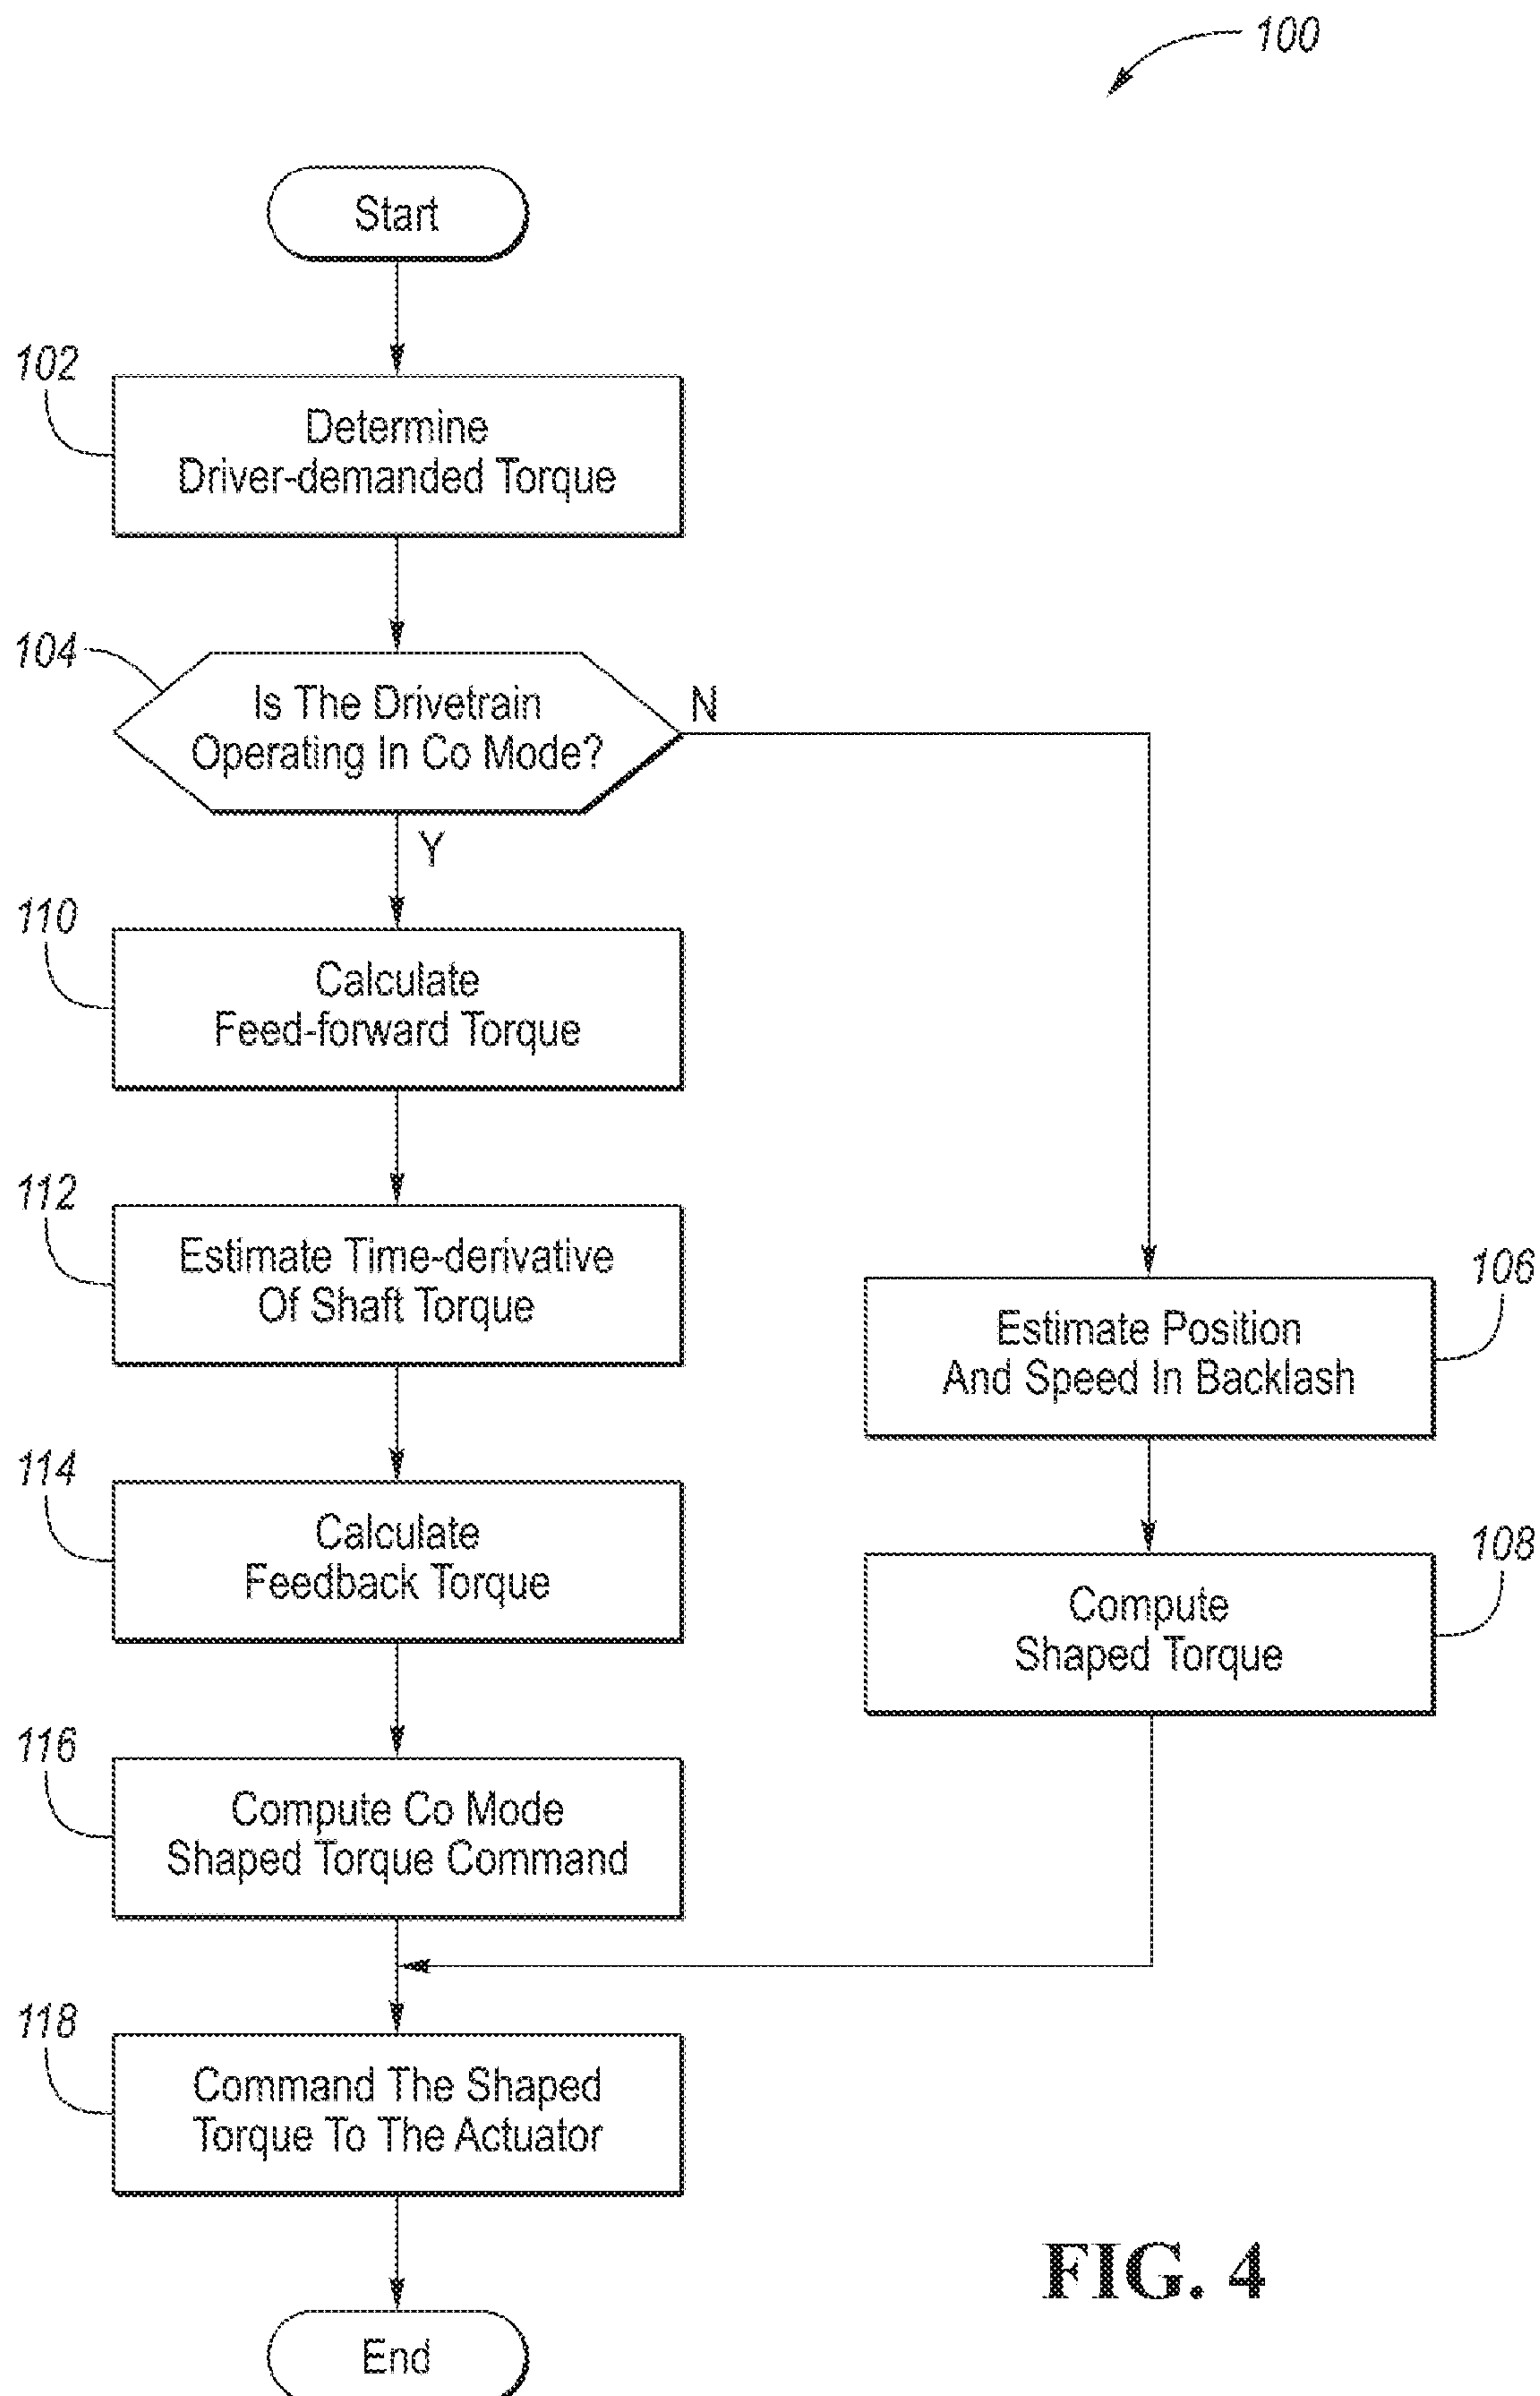 100
Start
102
Determine
Driver-demanded Torque
104
Is The Drivetrain
Operating In Co Mode?
N
Y
110
Calculate
Feed-forward Torque
112
Estimate Time-derivative
Of Shaft Torque
106
Estimate Position
And Speed In Backlash
114
Calculate
Feedback Torque
108
Compute
Shaped Torque
116
Compute Co Mode
Shaped Torque Command
118
Command The Shaped
Torque To The Actuator
FIG. 4
End